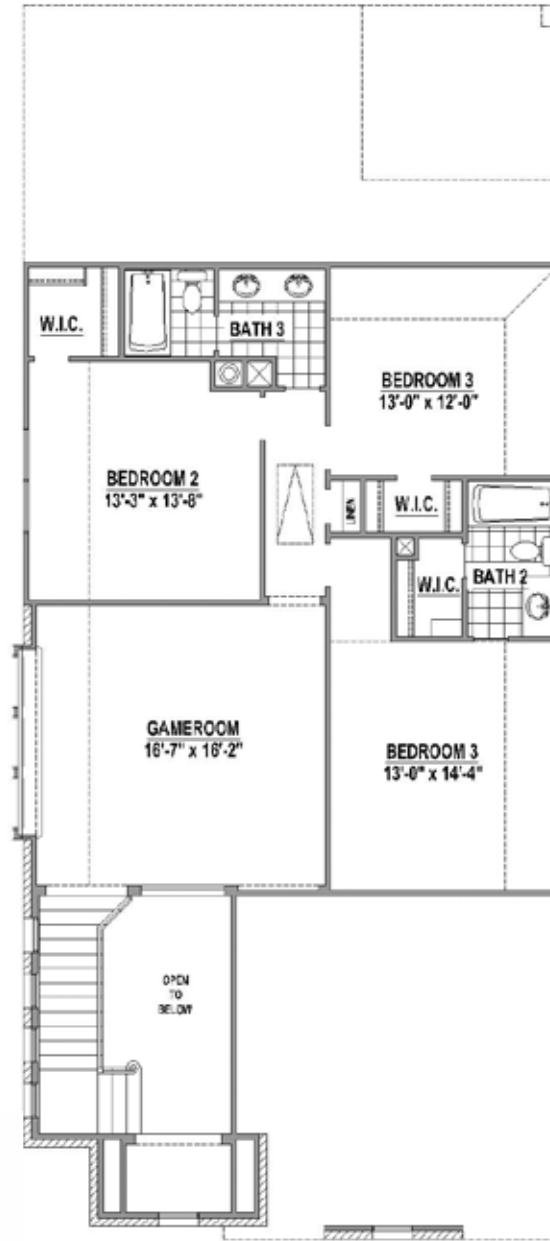 W.I.C.
BATH 3
BEDROOM 3
13'-0" x 12'-0"
BEDROOM 2
13'-3" x 13'-8"
LINEN
W.I.C.
W.I.C.
BATH 2
GAMEROOM
16'-7" x 16'-2"
BEDROOM 3
13'-0" x 14'-4"
OPEN
TO
BELOW